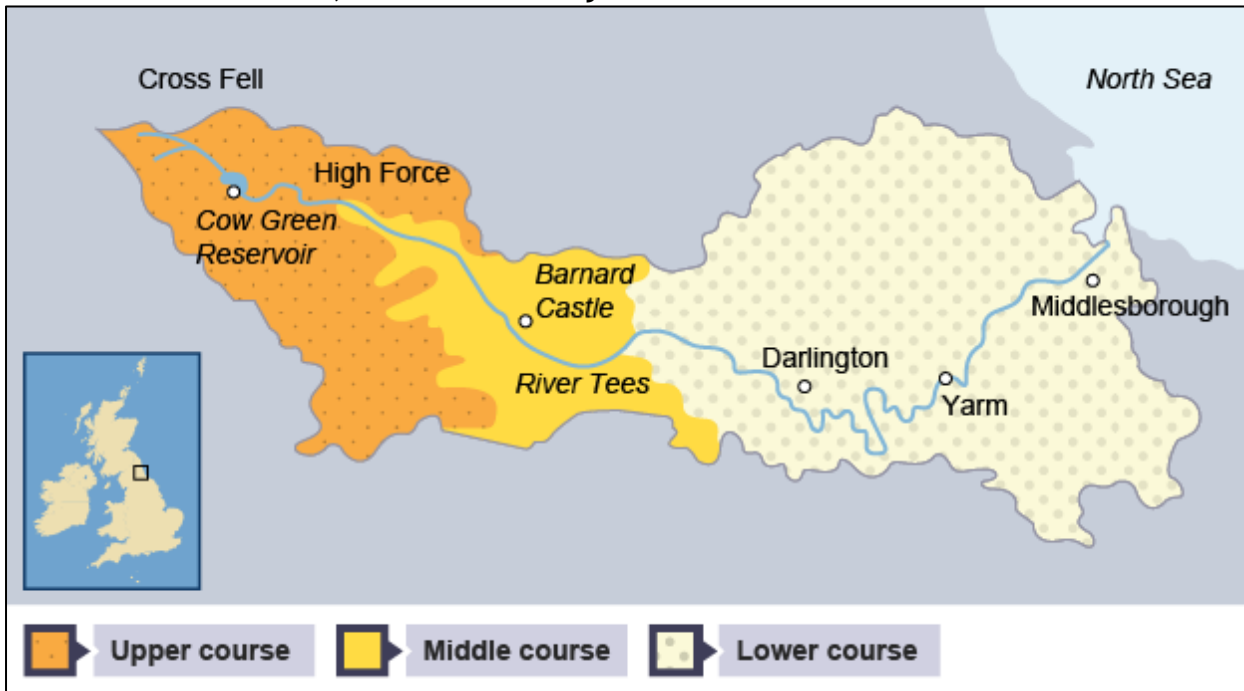 Cross Fell
North Sea
High Force
Cow Green
Reservoir
Barnard
Castle
Middlesborough
Darlington
River Tees
Yarm
Upper course
Middle course
Lower course